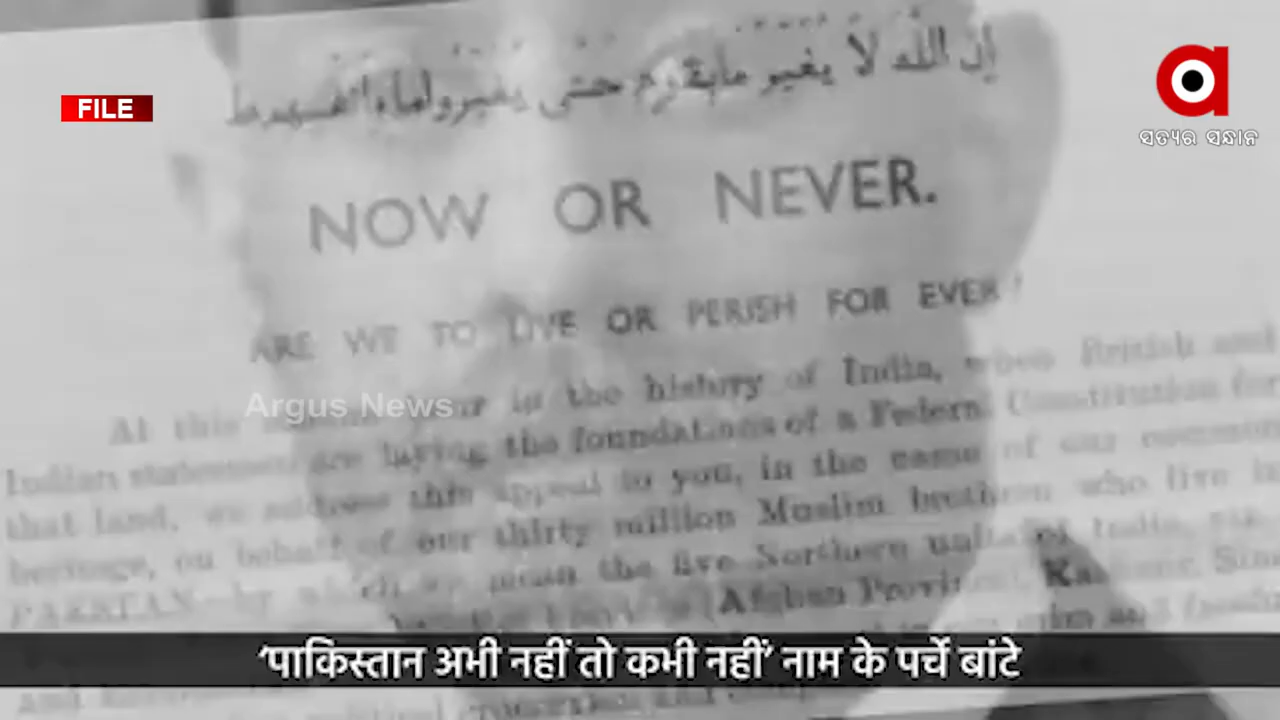 إن الله لا يغير ما بقوم حتى يغيروا ما بأنفسهم ط
FILE
ସତ୍ୟର ସନ୍ଧାନ
NOW OR NEVER.
ARE WE TO LIVE OR PERISH FOR EVER?
At this in the history of India, when British and
Argus News
Indian statesmen are laying the foundations of a Federal Constitution for
that land, we address this appeal to you, in the name of our common
heritage, on behalf of our thirty million Muslim brethren who live in
PAKSTAN by which we mean the five Northern units of India,
Afghan Province, Kashmir,
‘पाकिस्तान अभी नहीं तो कभी नहीं’ नाम के पर्चे बांटे